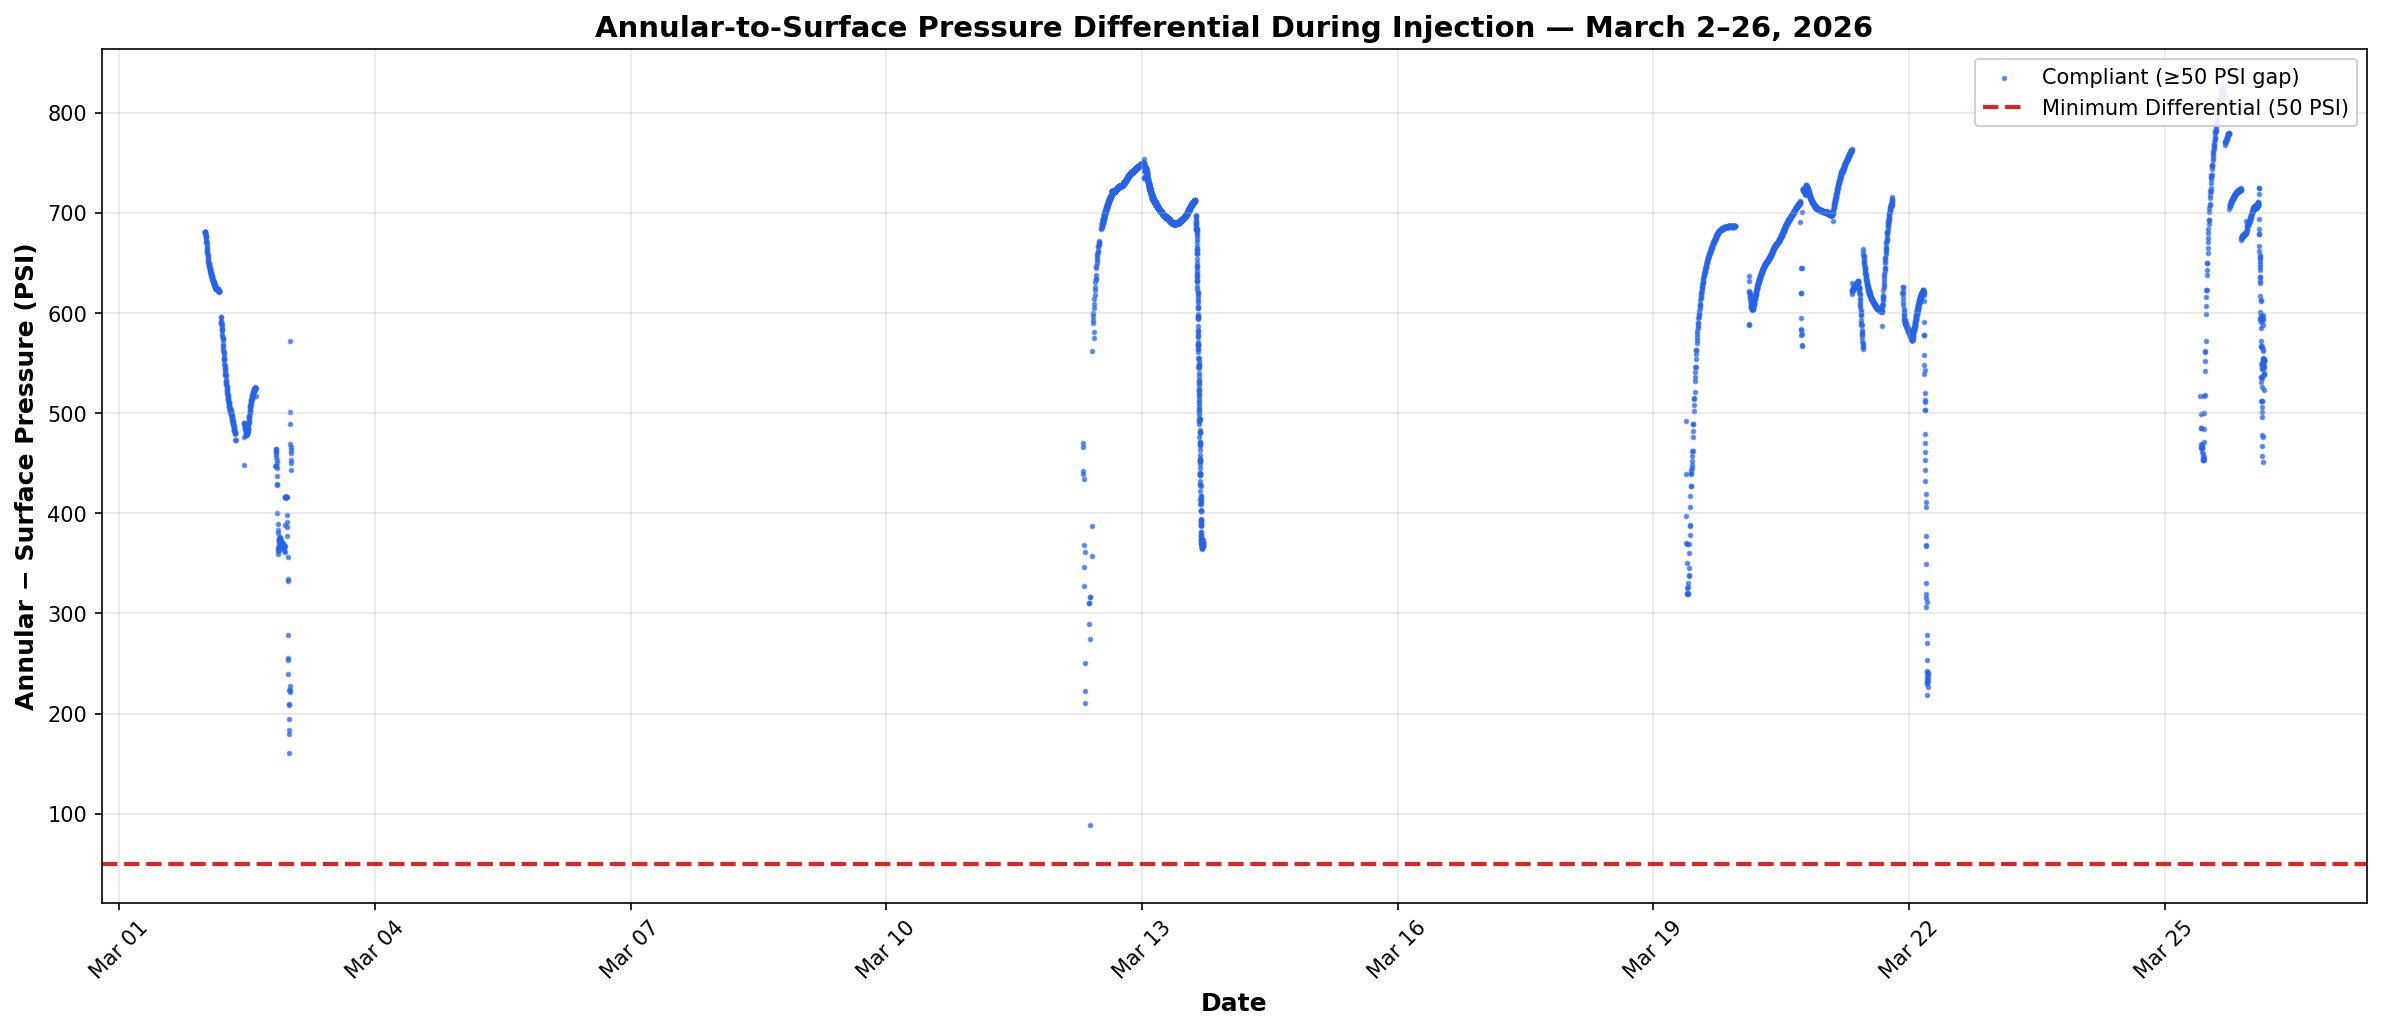 Annular-to-Surface Pressure Differential During Injection — March 2–26, 2026
Compliant (≥50 PSI gap)
Minimum Differential (50 PSI)
Annular − Surface Pressure (PSI)
800
700
600
500
400
300
200
100
Mar 01
Mar 04
Mar 07
Mar 10
Mar 13
Mar 16
Mar 19
Mar 22
Mar 25
Date